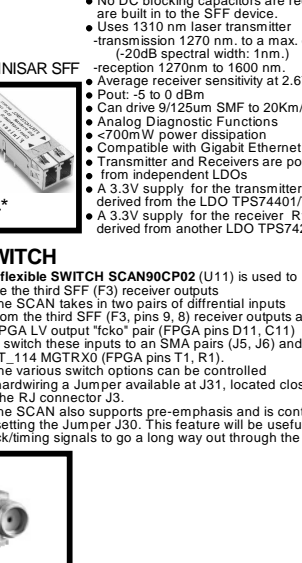 No DC blocking capacitors are re
are built in to the SFF device.
Uses 1310 nm laser transmitter
-transmission 1270 nm. to a max.
(-20dB spectral width: 1nm.)
NISAR SFF
-reception 1270nm to 1600 nm.
Average receiver sensitivity at 2.6
Pout: -5 to 0 dBm
Can drive 9/125um SMF to 20Km/
Analog Diagnostic Functions
<700mW power dissipation
Compatible with Gigabit Ethernet
Transmitter and Receivers are po
from independent LDOs
A 3.3V supply for the transmitter
derived from the LDO TPS74401/
A 3.3V supply for the receiver R
derived from another LDO TPS742
*
WITCH
flexible SWITCH SCAN90CP02 (U11) is used to
e the third SFF (F3) receiver outputs
he SCAN takes in two pairs of diffrential inputs
om the third SFF (F3, pins 9, 8) receiver outputs a
PGA LV output "fcko" pair (FPGA pins D11, C11)
switch these inputs to an SMA pairs (J5, J6) and
T_114 MGTRX0 (FPGA pins T1, R1).
he various switch options can be controlled
hardwiring a Jumper available at J31, located clos
the RJ connector J3.
he SCAN also supports pre-emphasis and is cont
setting the Jumper J30. This feature will be usefu
ck/timing signals to go a long way out through the